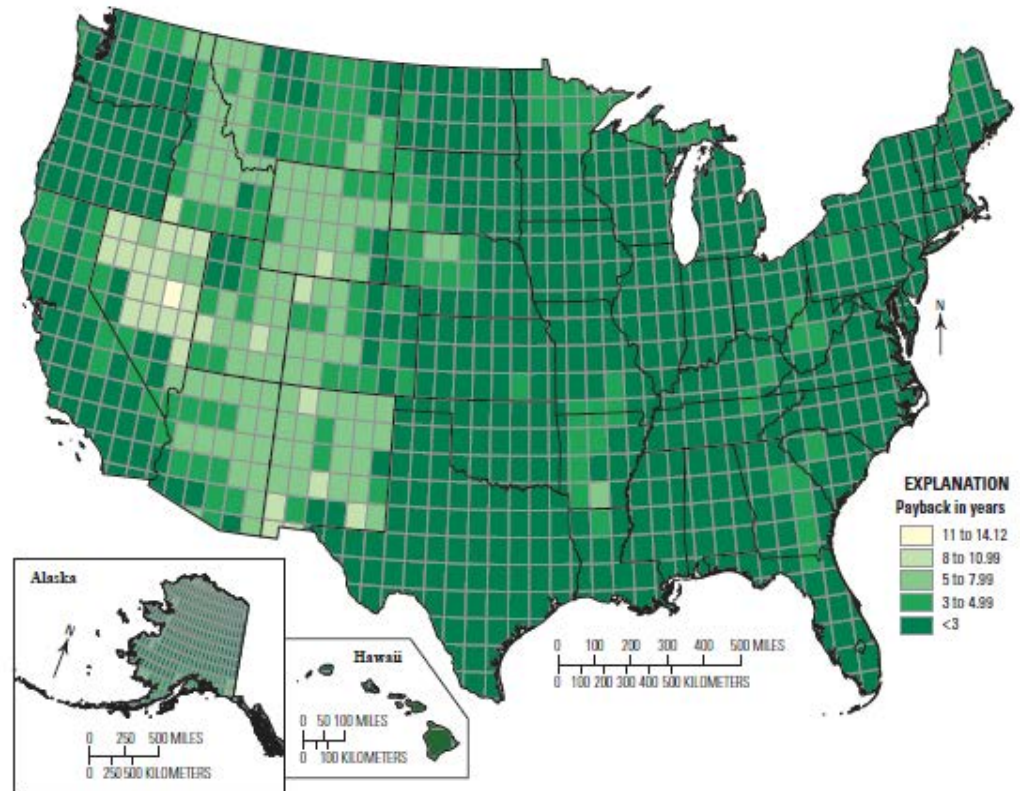 N
EXPLANATION
Payback in years
11 to 14.12
8 to 10.99
5 to 7.99
3 to 4.99
<3
Alaska
N
0 250 500 MILES
0 250 500 KILOMETERS
Hawaii
0 50 100 MILES
0 100 KILOMETERS
0 100 200 300 400 500 MILES
0 100 200 300 400 500 KILOMETERS